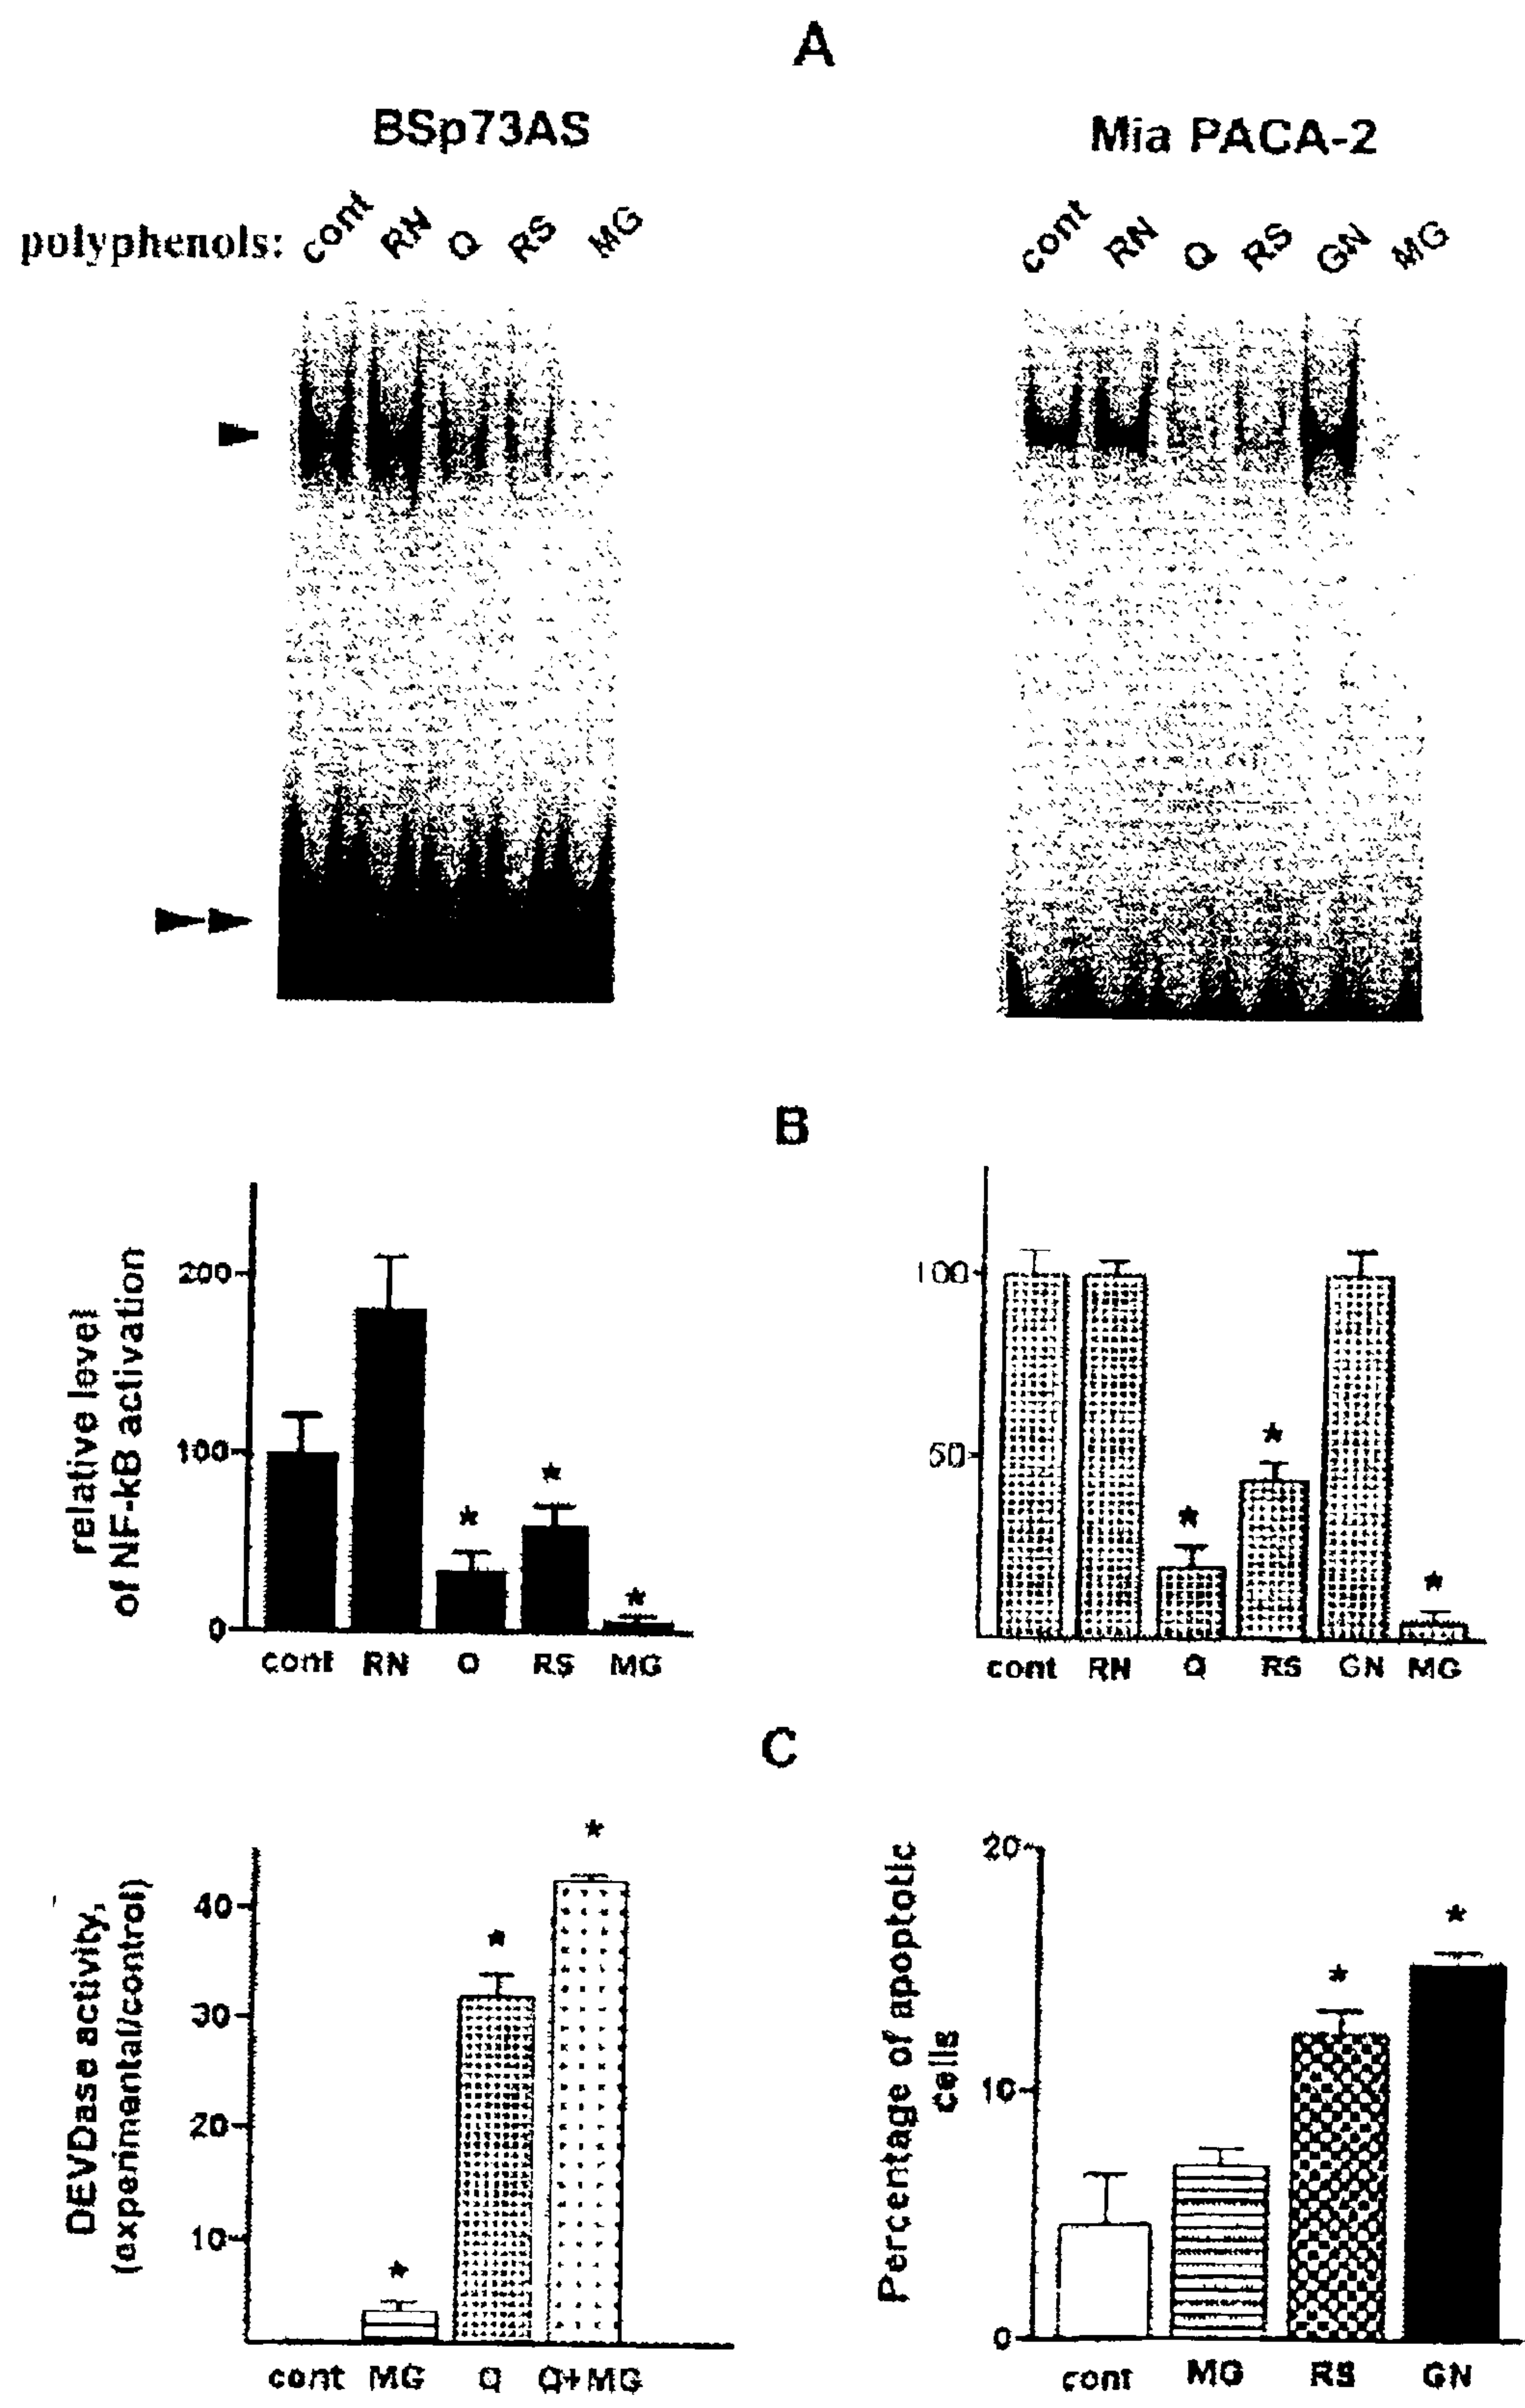 A
BSp73AS
Mia PACA-2
polyphenols: cont RN Q RS MG
cont RN Q RS GN MG
B
relative level
of NF-kB activation
200
100
0
cont RN Q RS MG
100
50
cont RN Q RS GN MG
C
DEVDase activity,
(experimental/control)
40
30
20
10
cont MG Q Q+MG
Percentage of apoptotic
cells
20
10
0
cont MG RS GN